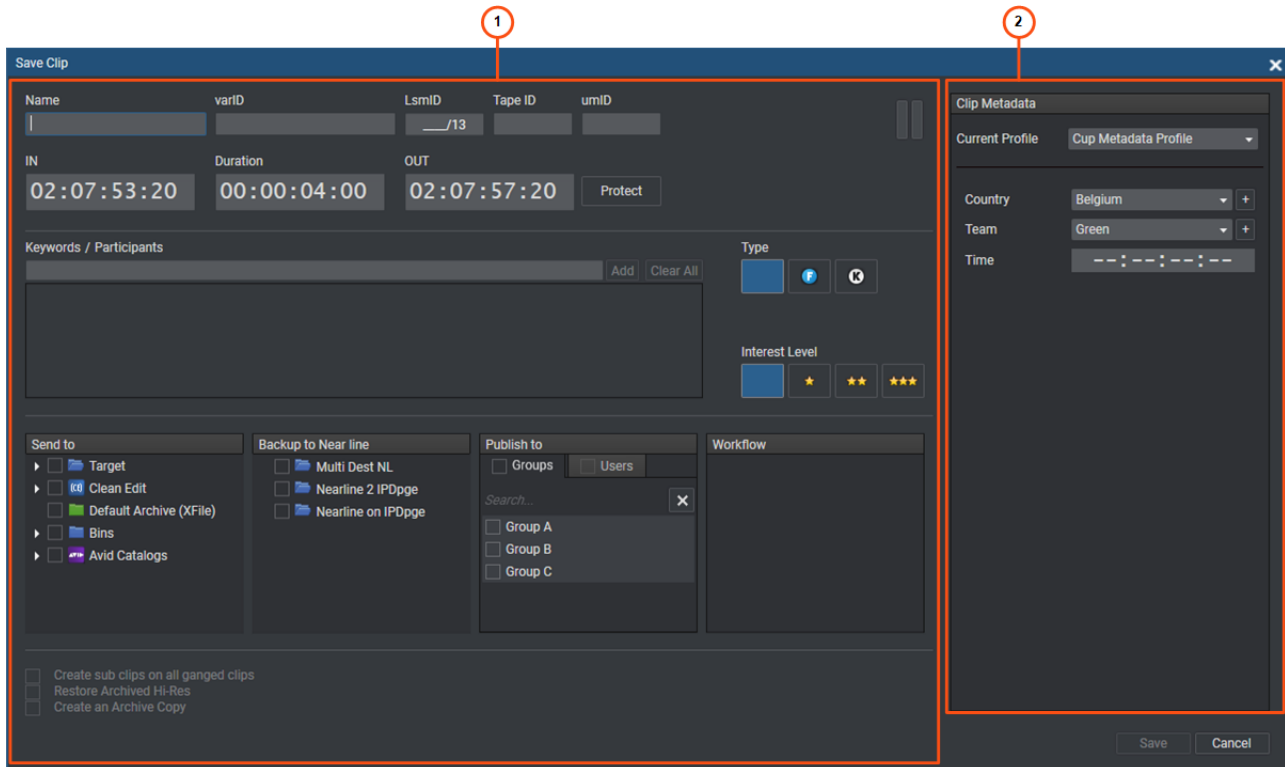 1
2
Save Clip
Name varID LsmID Tape ID umID
___/13
IN Duration OUT
02:07:53:20 00:00:04:00 02:07:57:20 Protect
Keywords / Participants
Add Clear All
Type
F K
Interest Level
Send to
Target
Clean Edit
Default Archive (XFile)
Bins
Avid Catalogs
Backup to Near line
Multi Dest NL
Nearline 2 IPDpge
Nearline on IPDpge
Publish to
Groups Users
Search...
Group A
Group B
Group C
Workflow
Create sub clips on all ganged clips
Restore Archived Hi-Res
Create an Archive Copy
Clip Metadata
Current Profile Cup Metadata Profile
Country Belgium +
Team Green +
Time --:--:--:--
Save Cancel